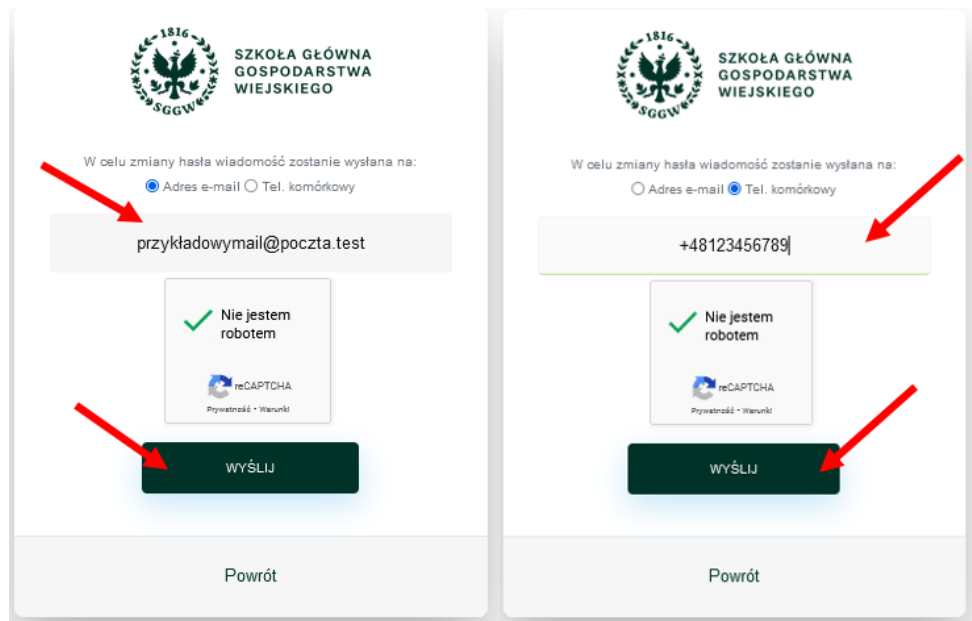 1816
SGGW
SZKOŁA GŁÓWNA
GOSPODARSTWA
WIEJSKIEGO
W celu zmiany hasła wiadomość zostanie wysłana na:
Adres e-mail Tel. komórkowy
przykładowymail@poczta.test
Nie jestem
robotem
reCAPTCHA
Prywatność - Warunki
WYŚLIJ
Powrót
1816
SGGW
SZKOŁA GŁÓWNA
GOSPODARSTWA
WIEJSKIEGO
W celu zmiany hasła wiadomość zostanie wysłana na:
Adres e-mail Tel. komórkowy
+48123456789
Nie jestem
robotem
reCAPTCHA
Prywatność - Warunki
WYŚLIJ
Powrót